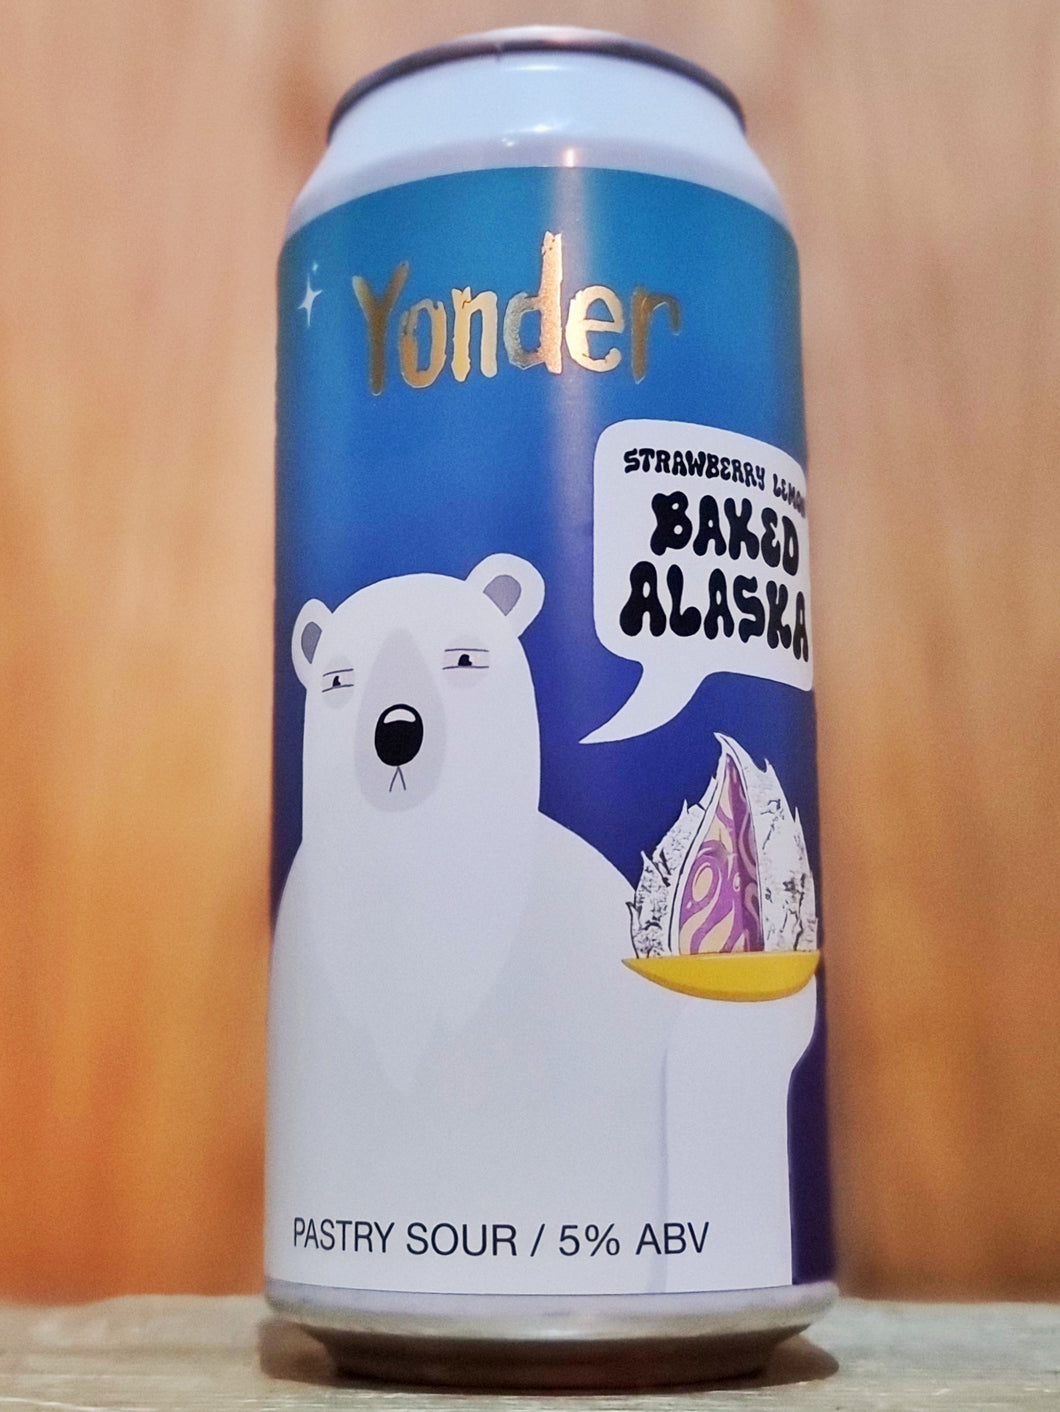 Yonder
STRAWBERRY LEMON
BAKED
ALASKA
PASTRY SOUR / 5% ABV